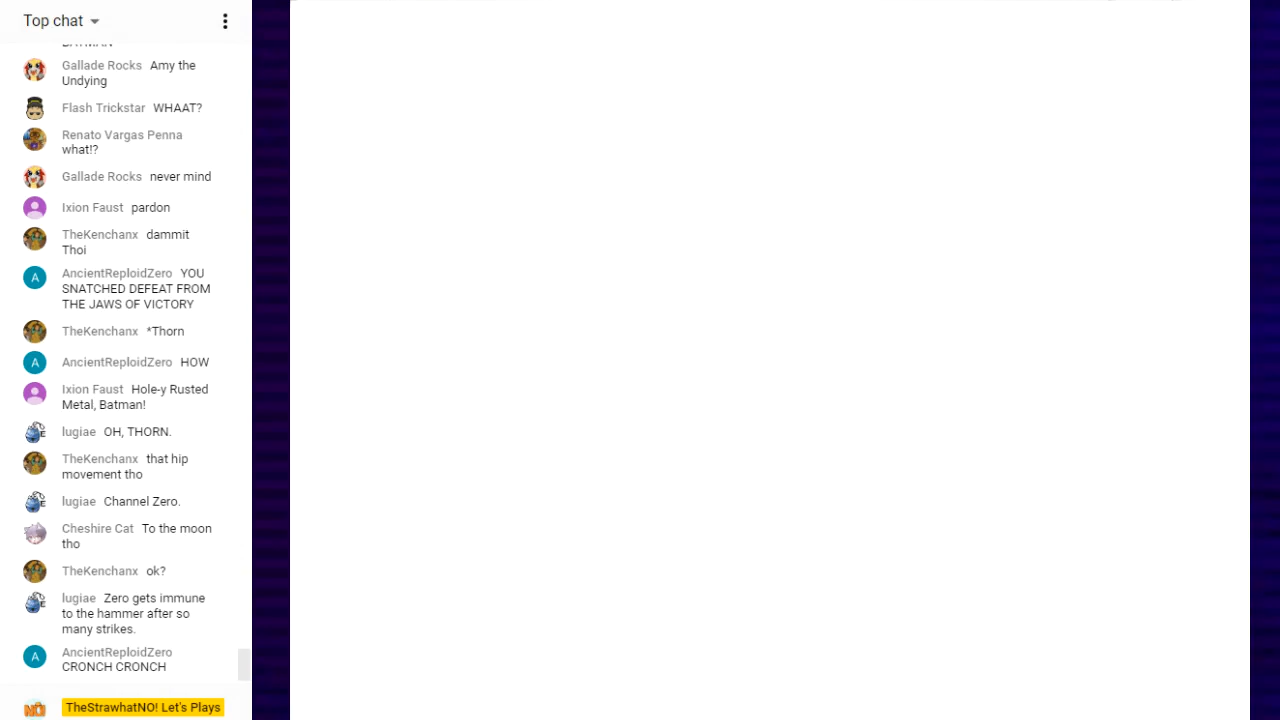 Top chat
BATMAN
Gallade Rocks Amy the
Undying
Flash Trickstar WHAAT?
Renato Vargas Penna
what!?
Gallade Rocks never mind
Ixion Faust pardon
TheKenchanx dammit
Thoi
A AncientReploidZero YOU
SNATCHED DEFEAT FROM
THE JAWS OF VICTORY
TheKenchanx *Thorn
A AncientReploidZero HOW
Ixion Faust Hole-y Rusted
Metal, Batman!
lugiae OH, THORN.
TheKenchanx that hip
movement tho
lugiae Channel Zero.
Cheshire Cat To the moon
tho
TheKenchanx ok?
lugiae Zero gets immune
to the hammer after so
many strikes.
A AncientReploidZero
CRONCH CRONCH
TheStrawhatNO! Let's Plays